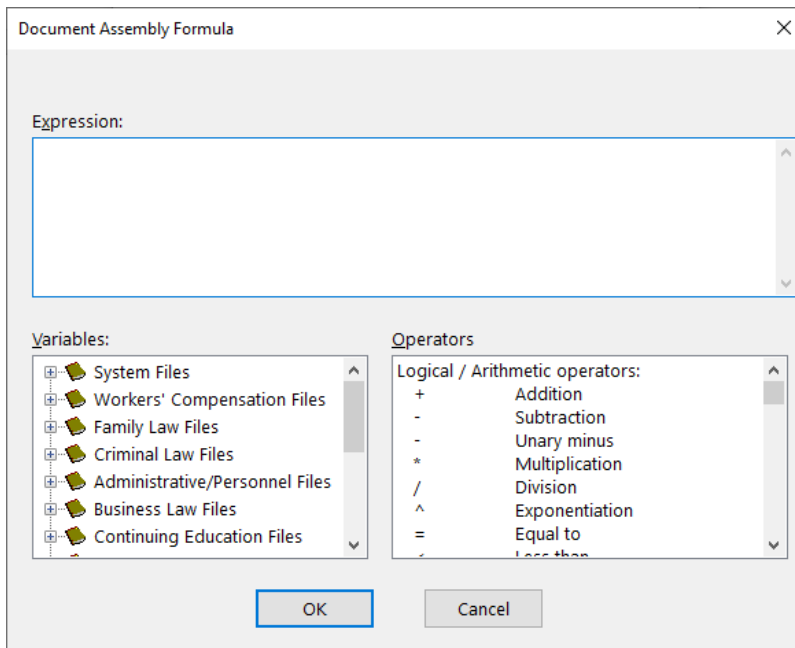 Document Assembly Formula
Expression:
Variables:
System Files
Workers' Compensation Files
Family Law Files
Criminal Law Files
Administrative/Personnel Files
Business Law Files
Continuing Education Files
Operators
Logical / Arithmetic operators:
+ Addition
- Subtraction
- Unary minus
* Multiplication
/ Division
^ Exponentiation
= Equal to
< Less than
OK
Cancel